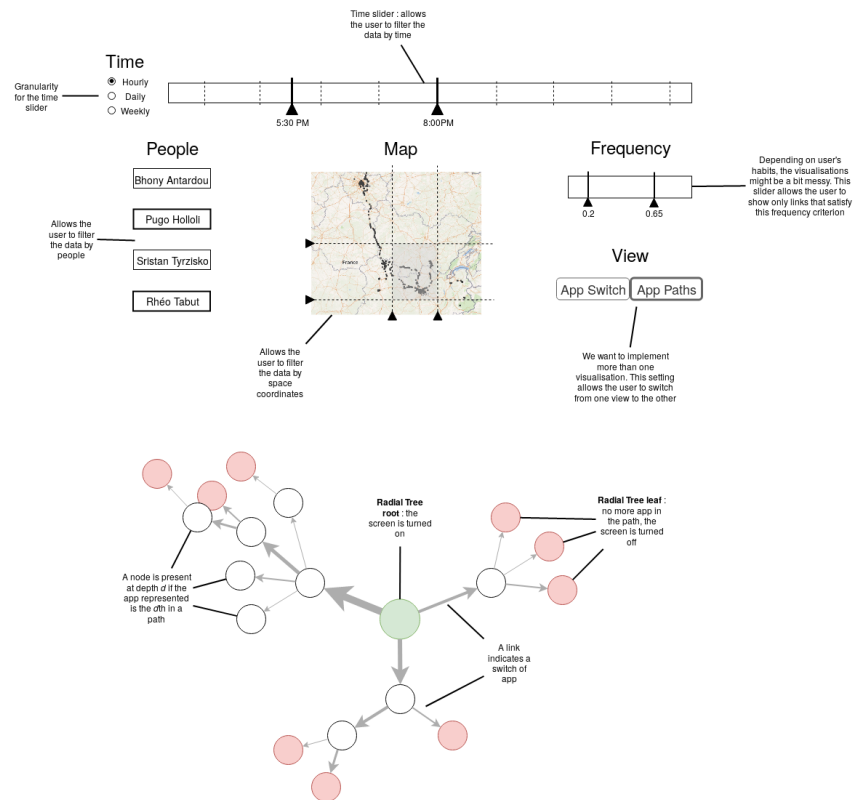 Time slider : allows
the user to filter the
data by time
Time
Granularity
for the time
slider
Hourly
Daily
Weekly
5:30 PM
8:00PM
People
Map
Frequency
Bhony Antardou
Pugo Holloli
Sristan Tyrzisko
Rhéo Tabut
Allows the
user to filter
the data by
people
France
0.2
0.65
Depending on user's
habits, the visualisations
might be a bit messy. This
slider allows the user to
show only links that satisfy
this frequency criterion
View
App Switch
App Paths
Allows the
user to filter
the data by
space
coordinates
We want to implement
more than one
visualisation. This setting
allows the user to switch
from one view to the other
Radial Tree
root : the
screen is turned
on
Radial Tree leaf :
no more app in
the path, the
screen is turned
off
A node is present
at depth d if the
app represented
is the dth in a
path
A link
indicates a
switch of
app